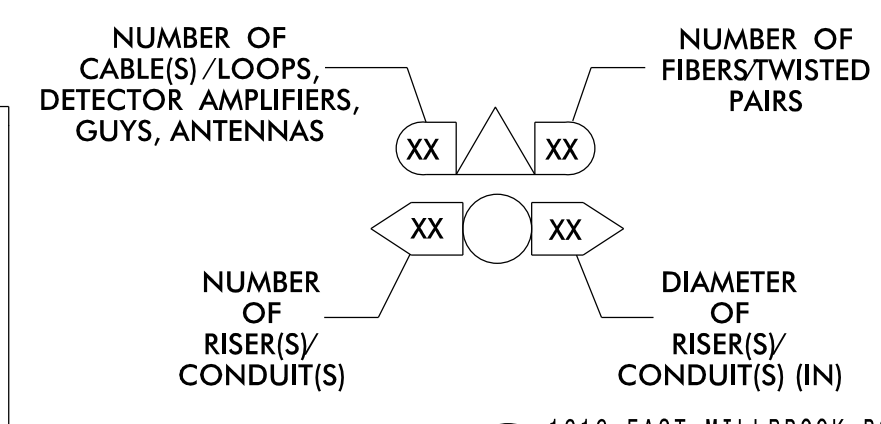 NUMBER OF
CABLE(S)/LOOPS,
DETECTOR AMPLIFIERS,
GUYS, ANTENNAS
NUMBER OF
FIBERS/TWISTED
PAIRS
XX
XX
XX
XX
NUMBER
OF
RISER(S)/
CONDUIT(S)
DIAMETER
OF
RISER(S)/
CONDUIT(S) (IN)
EAST